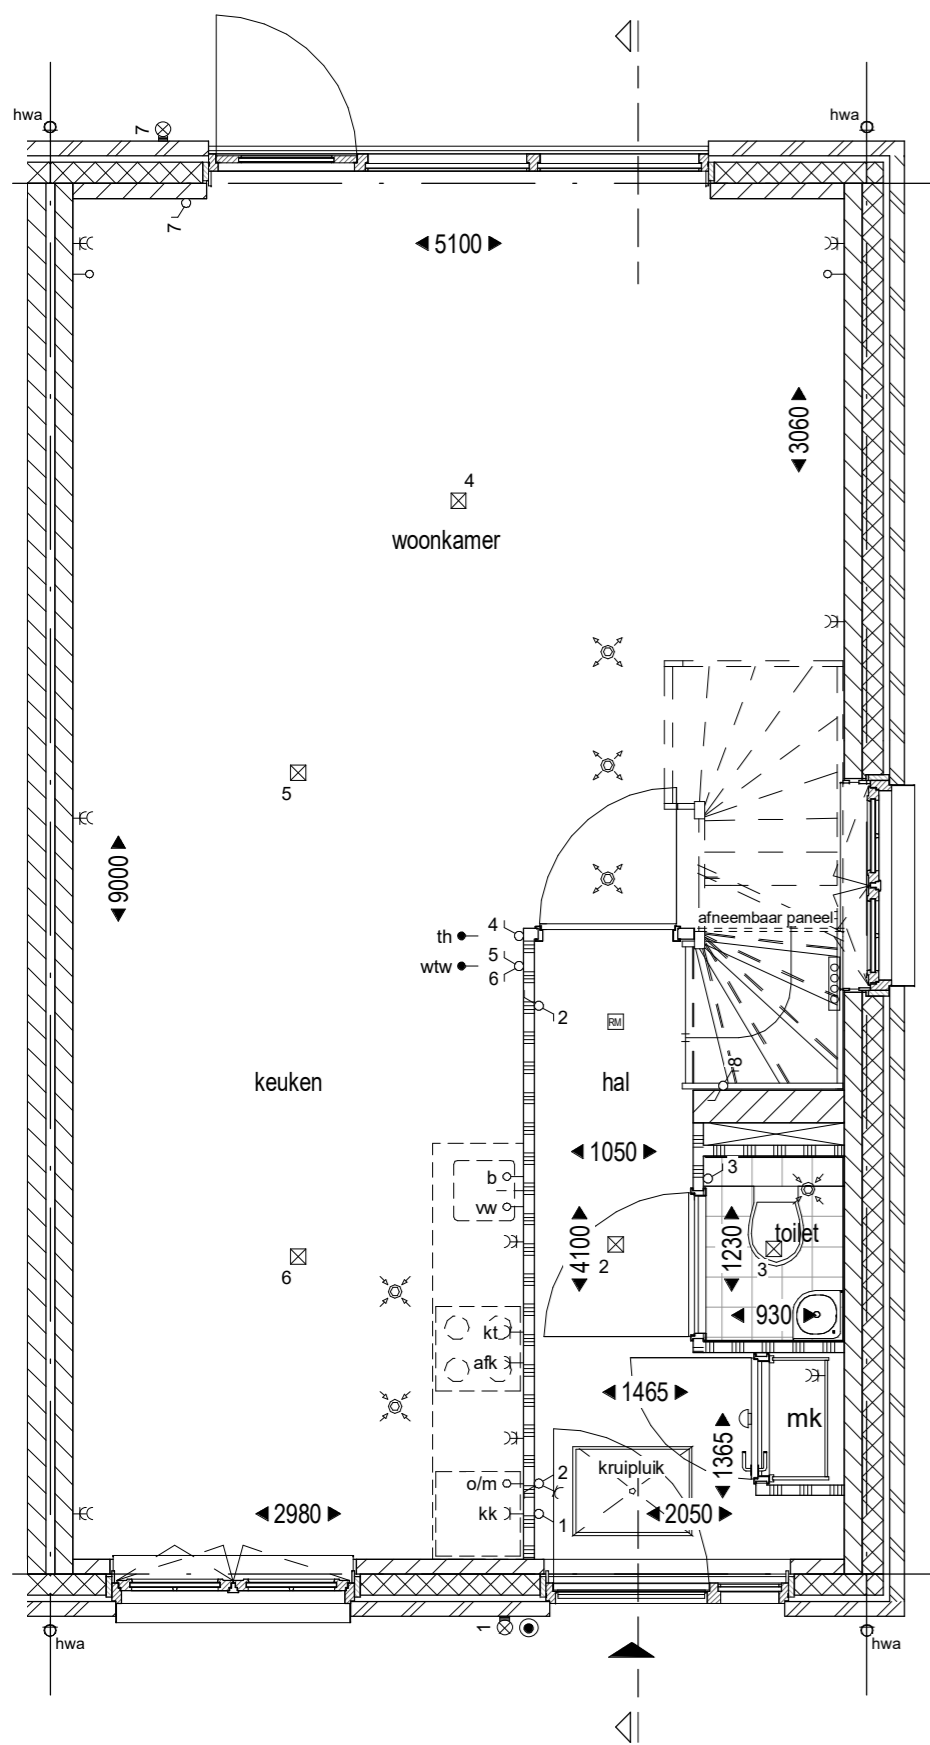 hwa
7
hwa
7
5100
3060
4
woonkamer
5
9000
afneembaar paneel
th
4
wtw
5
6
2
RM
keuken
hal
8
1050
b
3
vw
4100
1230
toilet
6
2
3
930
kt
afk
1465
mk
1365
kruipluik
o/m
2
kk
1
2980
2050
1
hwa
hwa